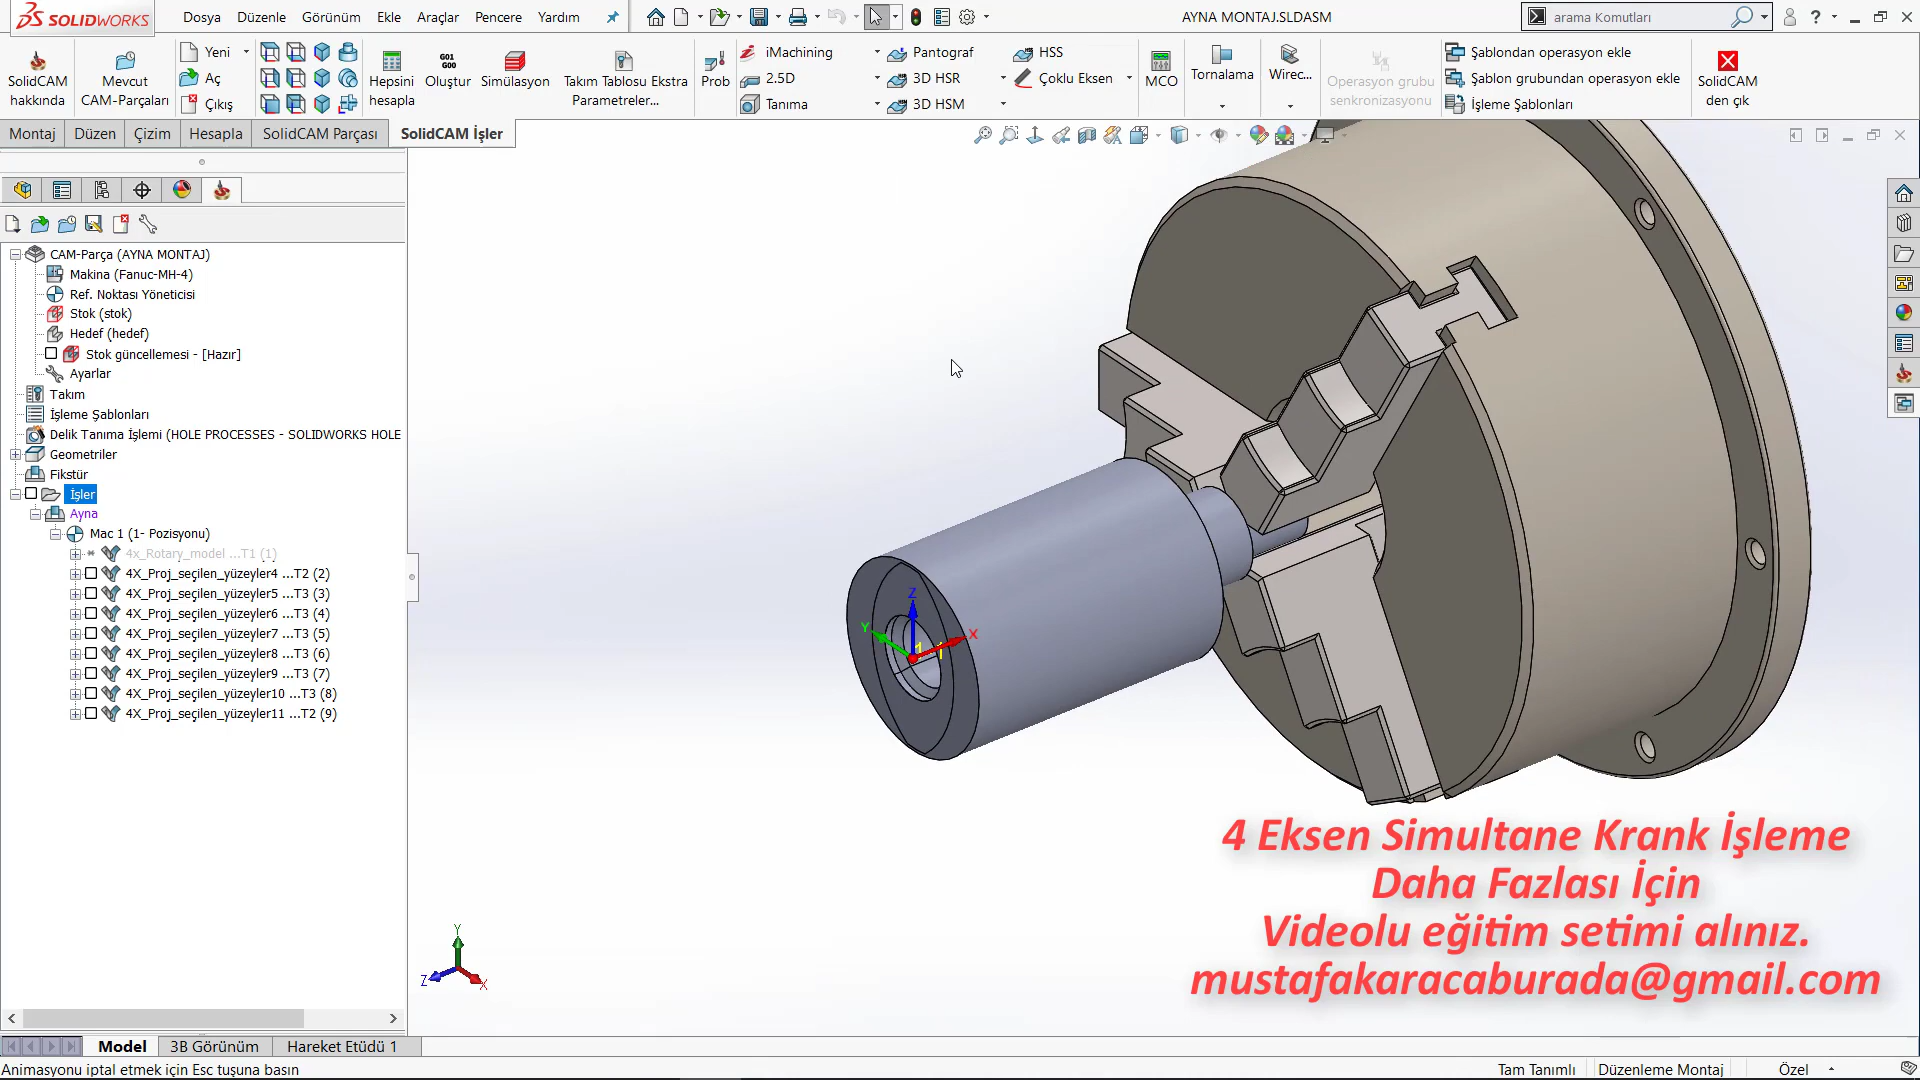 SOLIDWORKS
Dosya Düzenle Görünüm Ekle Araçlar Pencere Yardım
AYNA MONTAJ.SLDASM
arama Komutları
SolidCAM hakkında
Mevcut CAM-Parçaları
Yeni
Aç
Çıkış
Hepsini hesapla
G01 G00
Oluştur
Simülasyon
Takım Tablosu Ekstra Parametreler...
Prob
iMachining
2.5D
Tanıma
Pantograf
3D HSR
3D HSM
HSS
Çoklu Eksen
MCO
Tornalama
Wirec...
Operasyon grubu senkronizasyonu
Şablondan operasyon ekle
Şablon grubundan operasyon ekle
İşleme Şablonları
SolidCAM den çık
Montaj Düzen Çizim Hesapla SolidCAM Parçası SolidCAM İşler
CAM-Parça (AYNA MONTAJ)
Makina (Fanuc-MH-4)
Ref. Noktası Yöneticisi
Stok (stok)
Hedef (hedef)
Stok güncellemesi - [Hazır]
Ayarlar
Takım
İşleme Şablonları
Delik Tanıma İşlemi (HOLE PROCESSES - SOLIDWORKS HOLE
Geometriler
Fikstür
İşler
Ayna
Mac 1 (1- Pozisyonu)
4x_Rotary_model ...T1 (1)
4X_Proj_seçilen_yüzeyler4 ...T2 (2)
4X_Proj_seçilen_yüzeyler5 ...T3 (3)
4X_Proj_seçilen_yüzeyler6 ...T3 (4)
4X_Proj_seçilen_yüzeyler7 ...T3 (5)
4X_Proj_seçilen_yüzeyler8 ...T3 (6)
4X_Proj_seçilen_yüzeyler9 ...T3 (7)
4X_Proj_seçilen_yüzeyler10 ...T3 (8)
4X_Proj_seçilen_yüzeyler11 ...T2 (9)
Z
Y
X
Y
Z
X
4 Eksen Simultane Krank İşleme
Daha Fazlası İçin
Videolu eğitim setimi alınız.
mustafakaracaburada@gmail.com
Model 3B Görünüm Hareket Etüdü 1
Animasyonu iptal etmek için Esc tuşuna basın
Tam Tanımlı Düzenleme Montaj Özel